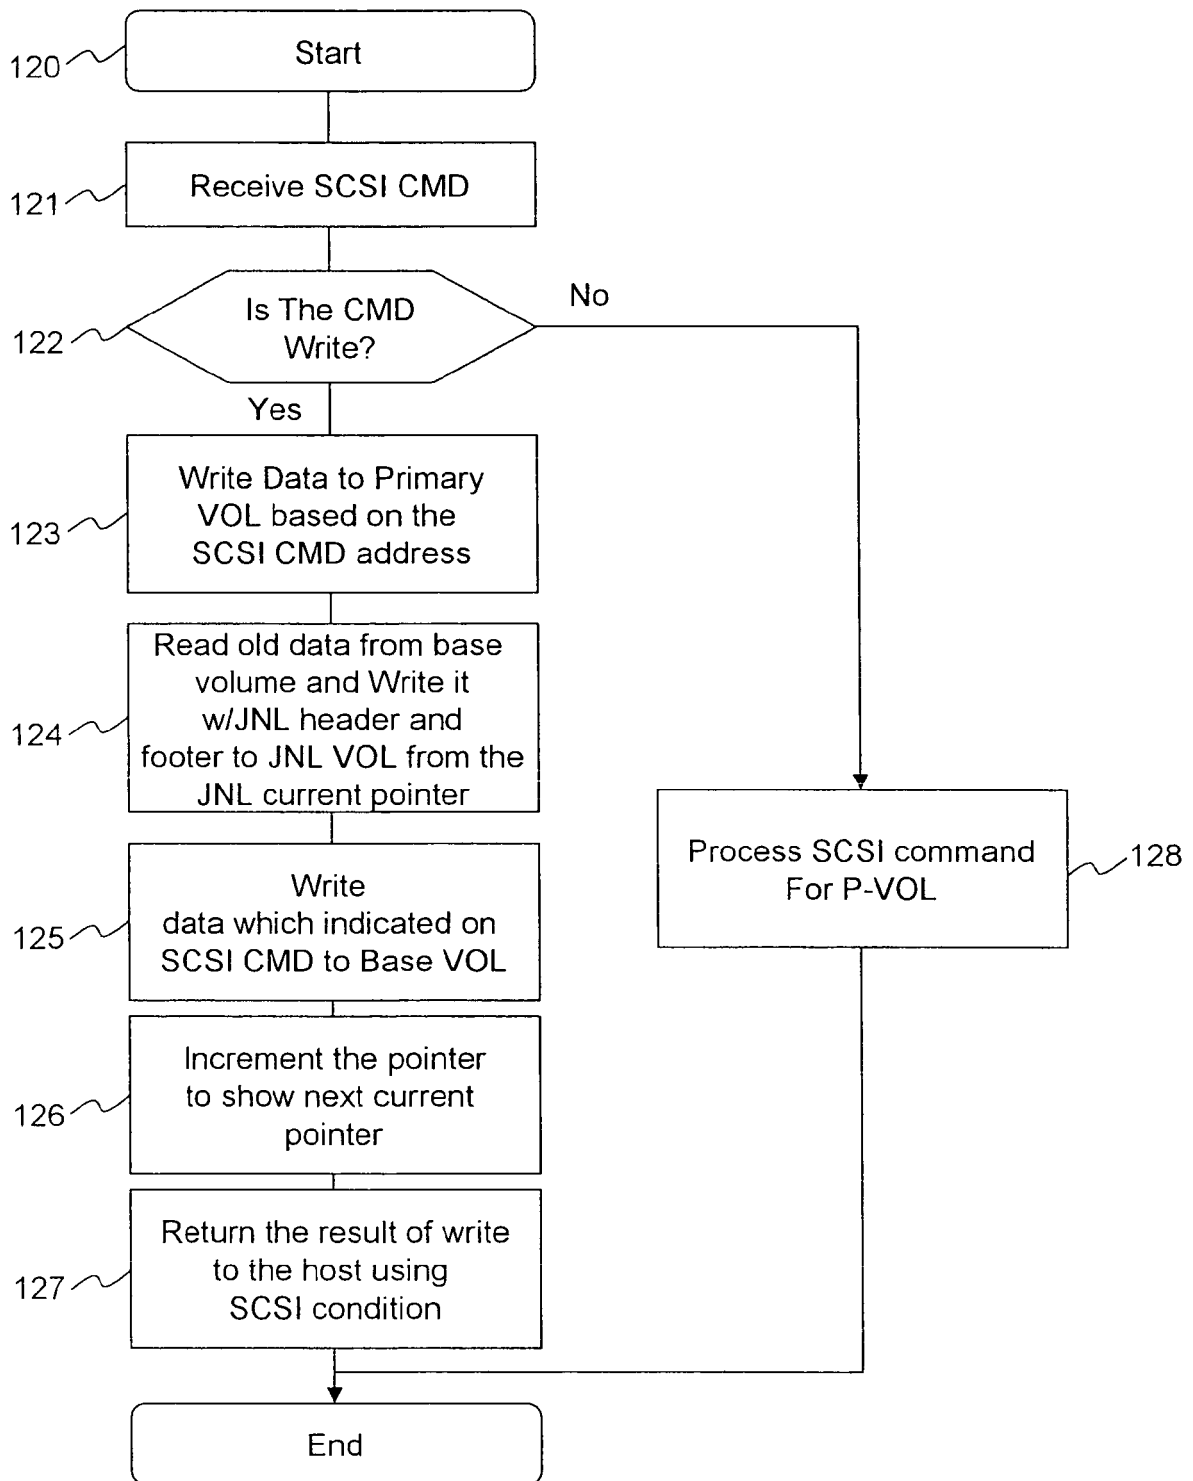 Start
120
Receive SCSI CMD
121
Is The CMD
Write?
No
122
Yes
Write Data to Primary
VOL based on the
SCSI CMD address
123
Read old data from base
volume and Write it
w/JNL header and
footer to JNL VOL from the
JNL current pointer
124
Process SCSI command
For P-VOL
128
Write
data which indicated on
SCSI CMD to Base VOL
125
Increment the pointer
to show next current
pointer
126
Return the result of write
to the host using
SCSI condition
127
End